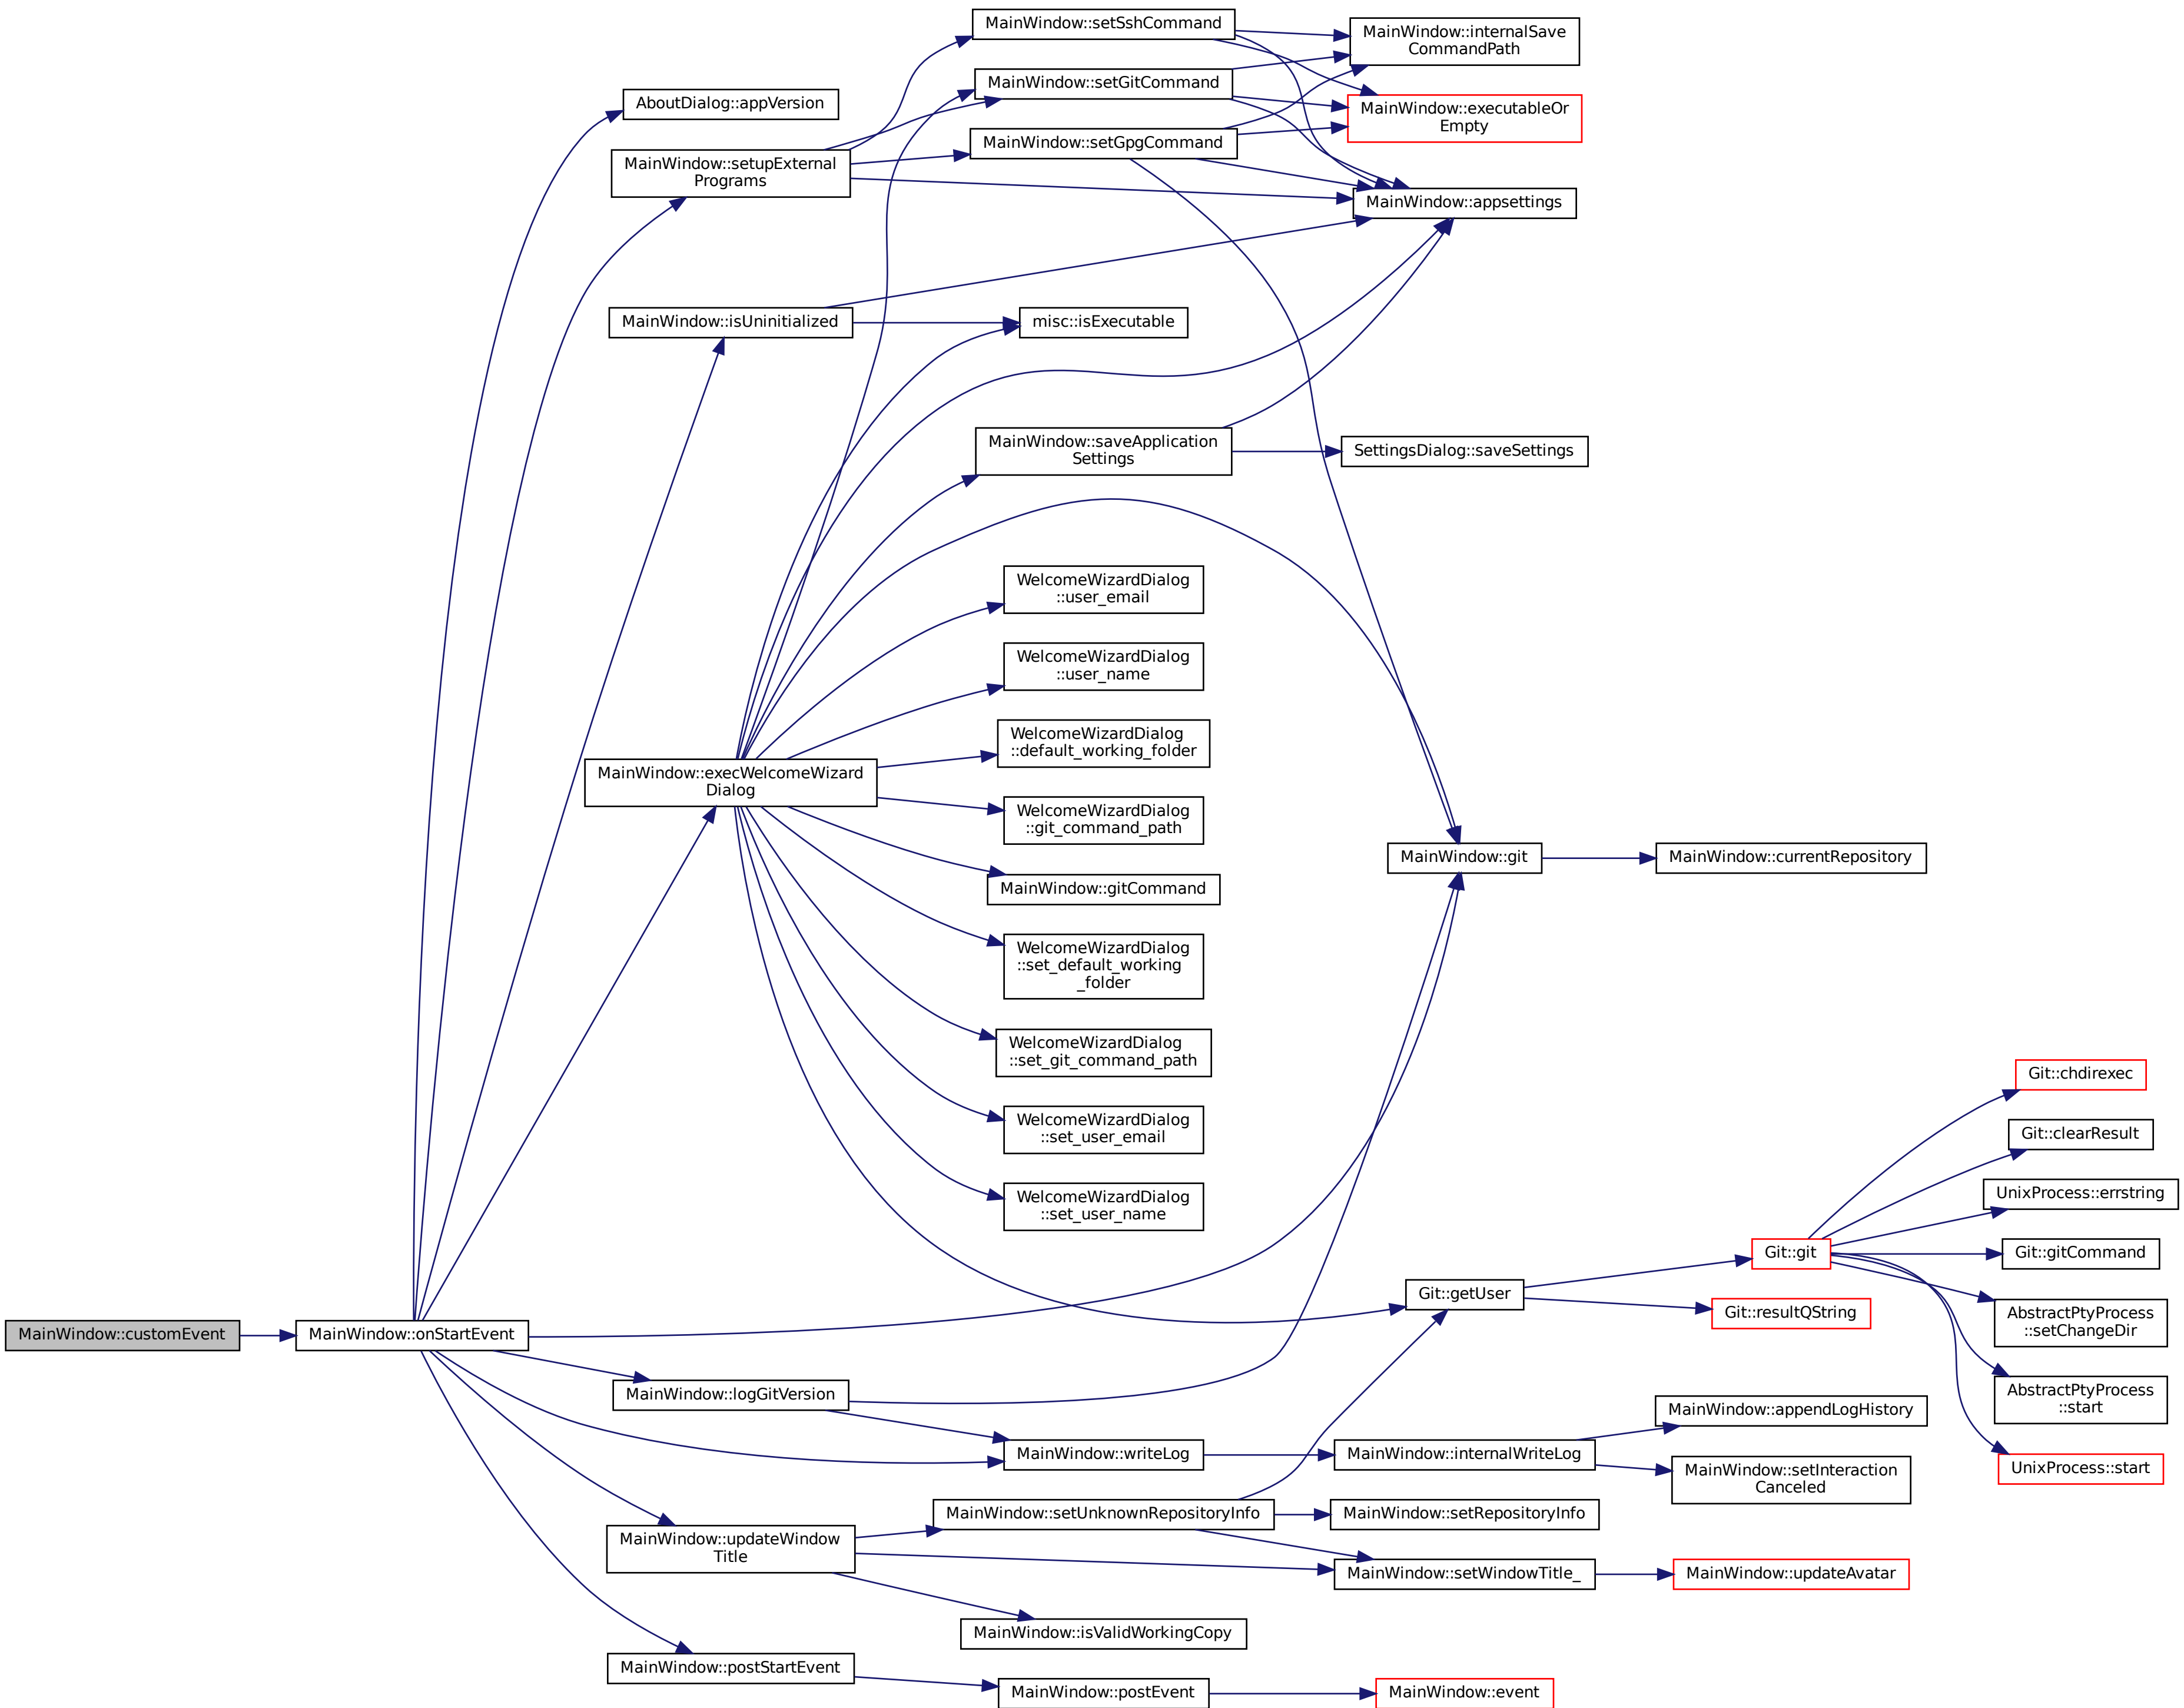 MainWindow::customEvent
MainWindow::onStartEvent
AboutDialog::appVersion
MainWindow::setupExternal
Programs
MainWindow::isUninitialized
MainWindow::execWelcomeWizard
Dialog
MainWindow::logGitVersion
MainWindow::updateWindow
Title
MainWindow::postStartEvent
MainWindow::setSshCommand
MainWindow::setGitCommand
MainWindow::setGpgCommand
misc::isExecutable
MainWindow::saveApplication
Settings
WelcomeWizardDialog
::user_email
WelcomeWizardDialog
::user_name
WelcomeWizardDialog
::default_working_folder
WelcomeWizardDialog
::git_command_path
MainWindow::gitCommand
WelcomeWizardDialog
::set_default_working
_folder
WelcomeWizardDialog
::set_git_command_path
WelcomeWizardDialog
::set_user_email
WelcomeWizardDialog
::set_user_name
MainWindow::writeLog
MainWindow::setUnknownRepositoryInfo
MainWindow::isValidWorkingCopy
MainWindow::postEvent
MainWindow::internalSave
CommandPath
MainWindow::executableOr
Empty
MainWindow::appsettings
SettingsDialog::saveSettings
MainWindow::git
Git::getUser
MainWindow::internalWriteLog
MainWindow::setRepositoryInfo
MainWindow::setWindowTitle_
MainWindow::event
MainWindow::currentRepository
Git::git
Git::resultQString
MainWindow::appendLogHistory
MainWindow::setInteraction
Canceled
MainWindow::updateAvatar
Git::chdirexec
Git::clearResult
UnixProcess::errstring
Git::gitCommand
AbstractPtyProcess
::setChangeDir
AbstractPtyProcess
::start
UnixProcess::start